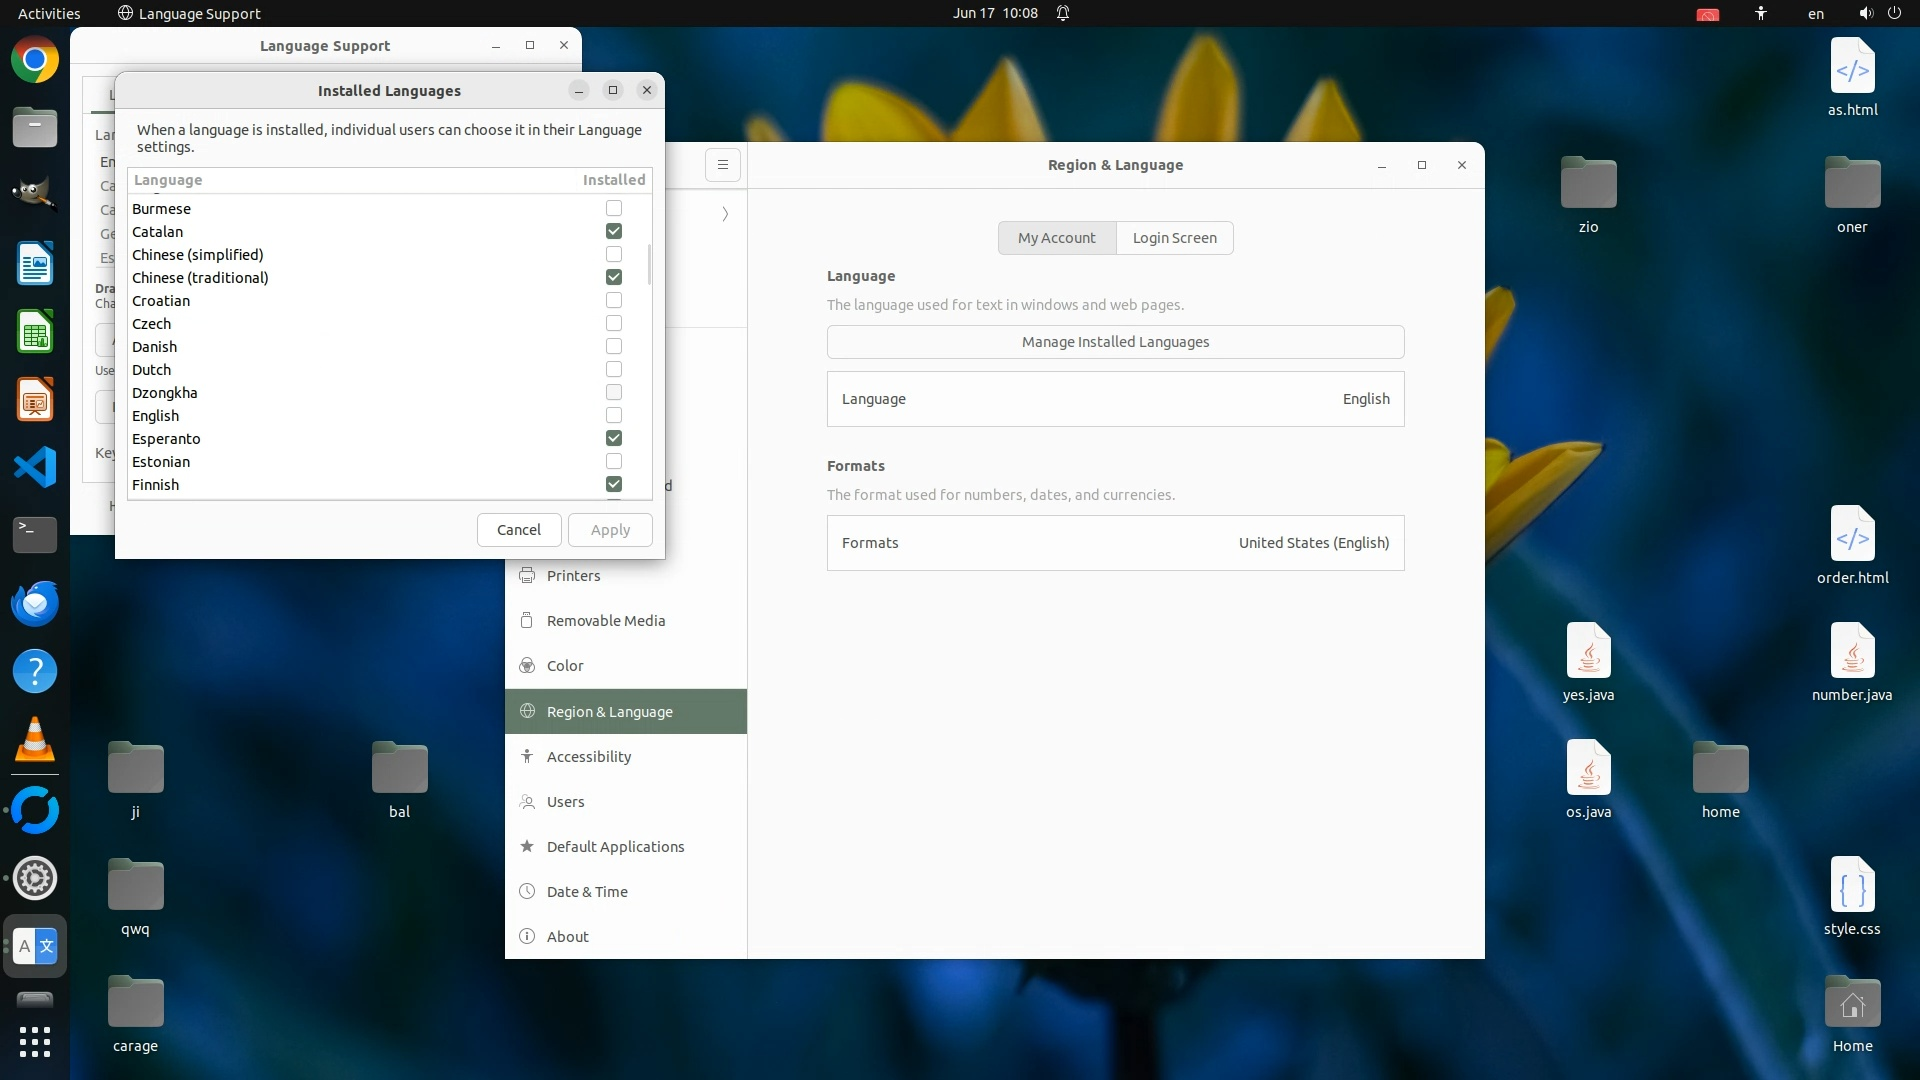 Activities
Language Support
Jun 17 10:08
en
Language Support
Installed Languages
When a language is installed, individual users can choose it in their Language
settings.
Language Installed
Burmese
Catalan
Chinese (simplified)
Chinese (traditional)
Croatian
Czech
Danish
Dutch
Dzongkha
English
Esperanto
Estonian
Finnish
Cancel
Apply
Region & Language
My Account
Login Screen
Language
The language used for text in windows and web pages.
Manage Installed Languages
Language English
Formats
The format used for numbers, dates, and currencies.
Formats United States (English)
Printers
Removable Media
Color
Region & Language
Accessibility
Users
Default Applications
Date & Time
About
as.html
zio
oner
order.html
yes.java
number.java
os.java
home
style.css
Home
ji
bal
qwq
carage